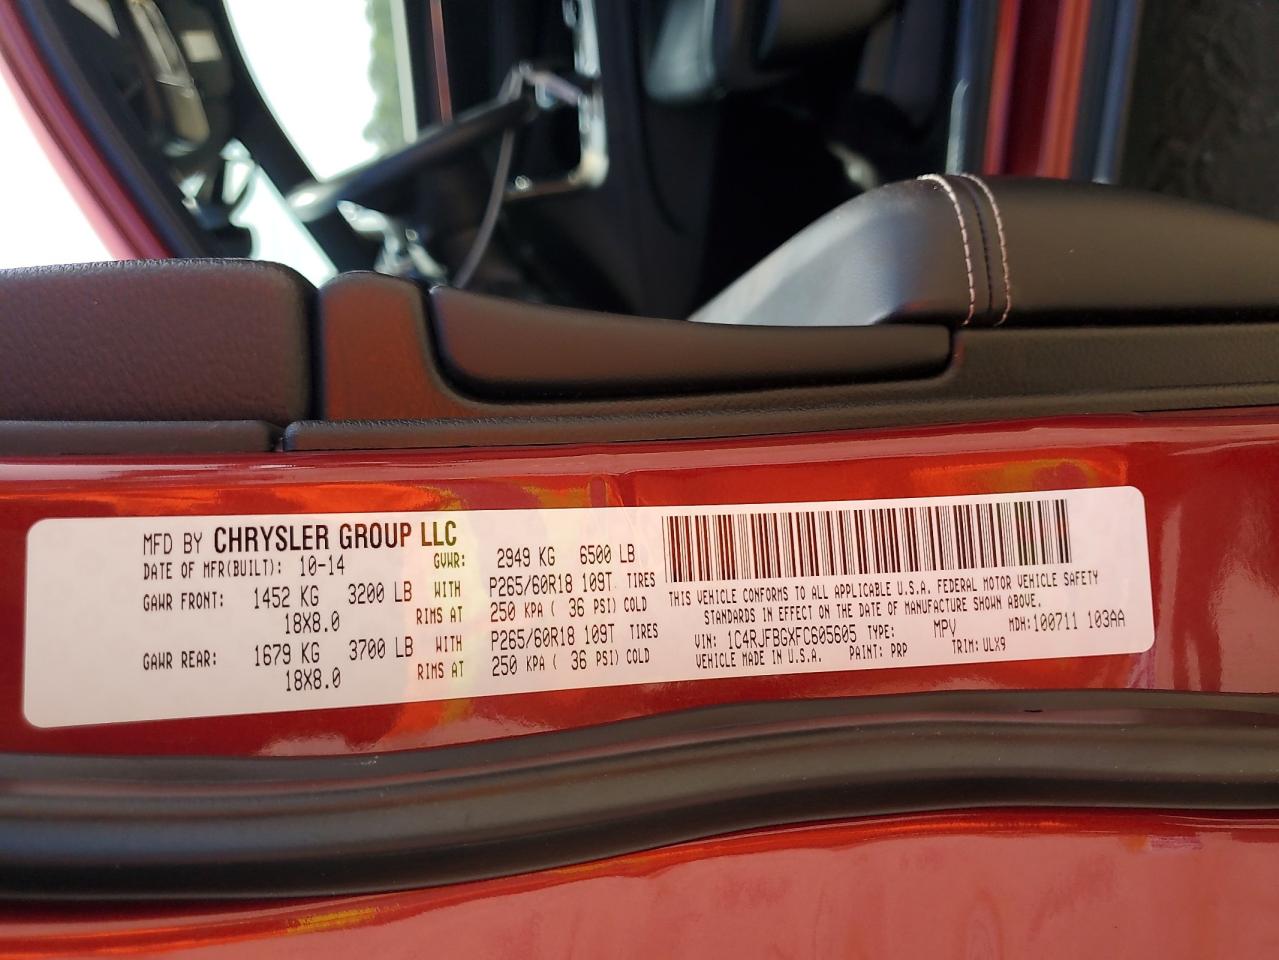 MFD BY CHRYSLER GROUP LLC
DATE OF MFR(BUILT): 10-14 GVWR: 2949 KG 6500 LB
GAWR FRONT: 1452 KG 3200 LB WITH P265/60R18 109T TIRES
18X8.0 RIMS AT 250 KPA ( 36 PSI) COLD
GAWR REAR: 1679 KG 3700 LB WITH P265/60R18 109T TIRES
18X8.0 RIMS AT 250 KPA ( 36 PSI) COLD
THIS VEHICLE CONFORMS TO ALL APPLICABLE U.S.A. FEDERAL MOTOR VEHICLE SAFETY
STANDARDS IN EFFECT ON THE DATE OF MANUFACTURE SHOWN ABOVE.
VIN: 1C4RJFBGXFC605605 TYPE: MPV MDH: 100711 103AA
VEHICLE MADE IN U.S.A. PAINT: PRP TRIM: ULX9